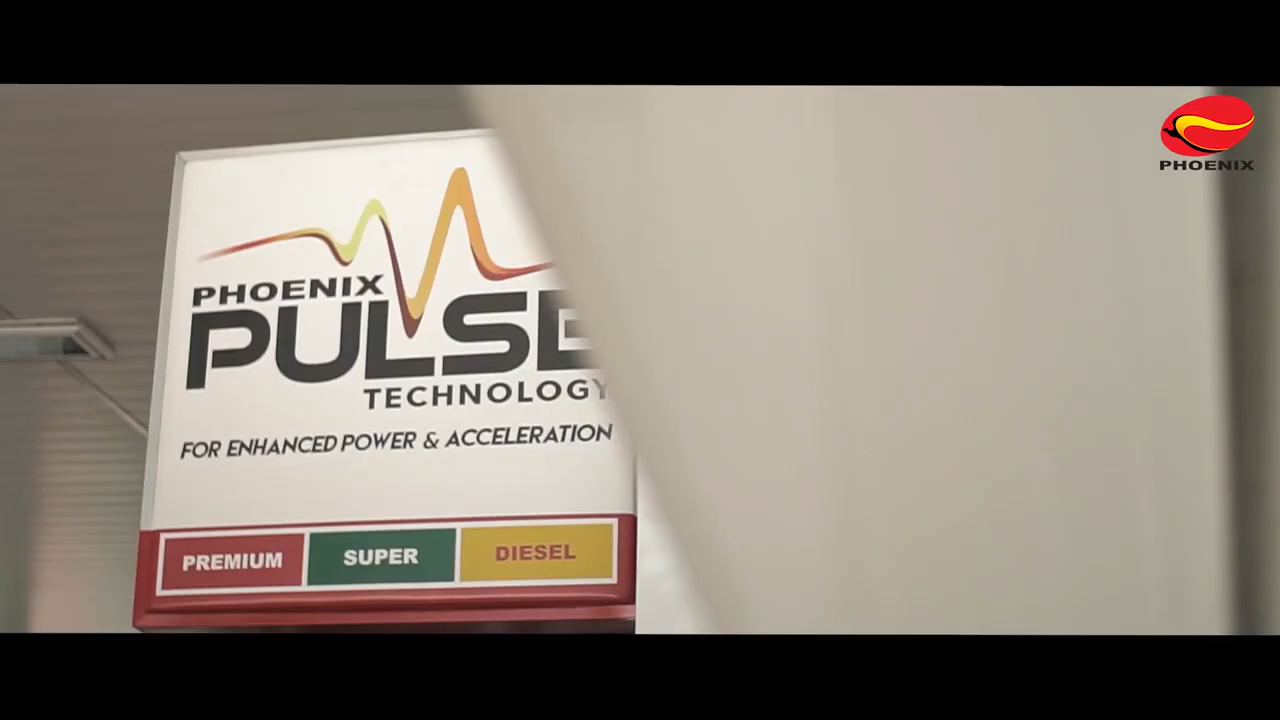 PHOENIX
PHOENIX
PULSE
TECHNOLOGY
FOR ENHANCED POWER & ACCELERATION
PREMIUM
SUPER
DIESEL